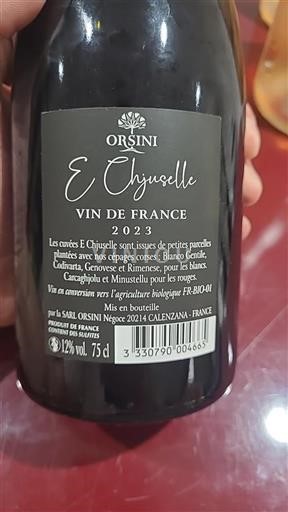 ORSINI
E Chjuselle
VIN DE FRANCE
2023
Les cuvées E Chjuselle sont issues de petites parcelles
plantées avec nos cépages corses : Bianco Gentile,
Codivarta, Genovese et Rimenese, pour les blancs.
Carcaghjolu et Minustellu pour les rouges.
Vin en conversion vers l'agriculture biologique FR-BIO-01
Mis en bouteille
par la SARL ORSINI Négoce 20214 CALENZANA - FRANCE
PRODUIT DE FRANCE
CONTIENT DES SULFITES
12% vol. 75 cl
3 330790 004665